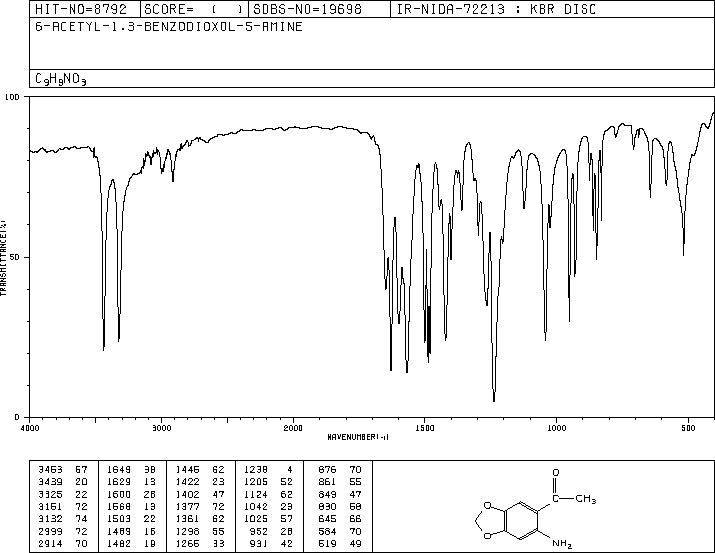 HIT-NO=8792 SCORE= ( ) SDBS-NO=19698 IR-NIDA-72213 : KBR DISC
6-ACETYL-1,3-BENZODIOXOL-5-AMINE
C9H9NO3
100
50
0
TRANSMITTANCE(%)
4000 3000 2000 1500 1000 500
WAVENUMBER(-1)
3463 67 1649 38 1446 62 1238 4 876 70
3439 20 1629 13 1422 23 1205 52 861 55
3325 22 1600 28 1402 47 1124 62 849 47
3151 72 1568 13 1377 72 1042 23 830 58
3132 74 1503 22 1361 62 1025 57 645 66
2999 72 1489 16 1298 55 952 28 584 70
2914 70 1482 19 1266 33 931 42 519 49
O
C CH3
O
O
NH2